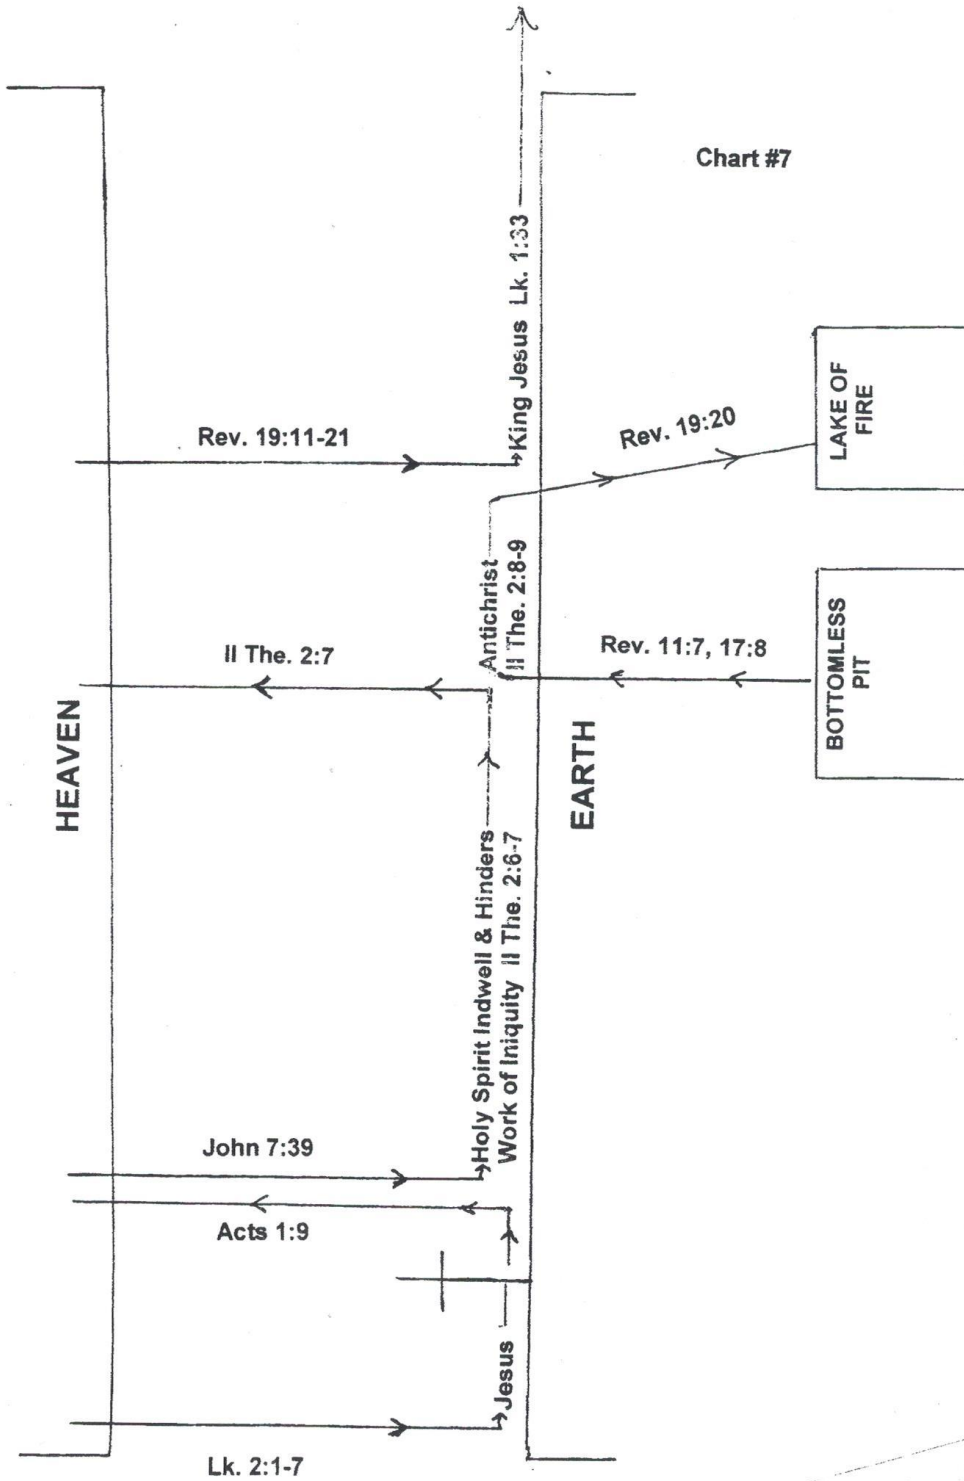 Chart #7
HEAVEN
Lk. 2:1-7
Jesus
Acts 1:9
John 7:39
Holy Spirit Indwell & Hinders
Work of Iniquity II The. 2:6-7
II The. 2:7
Antichrist
II The. 2:8-9
Rev. 19:11-21
King Jesus Lk. 1:33
EARTH
Rev. 11:7, 17:8
Rev. 19:20
BOTTOMLESS
PIT
LAKE OF
FIRE